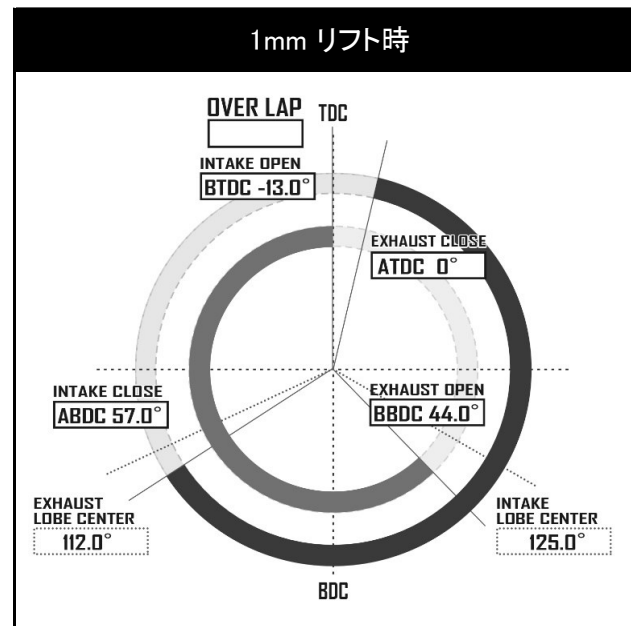 1mm リフト時
OVER LAP
TDC
INTAKE OPEN
BTDC -13.0°
EXHAUST CLOSE
ATDC 0°
INTAKE CLOSE
ABDC 57.0°
EXHAUST OPEN
BBDC 44.0°
EXHAUST
LOBE CENTER
112.0°
INTAKE
LOBE CENTER
125.0°
BDC